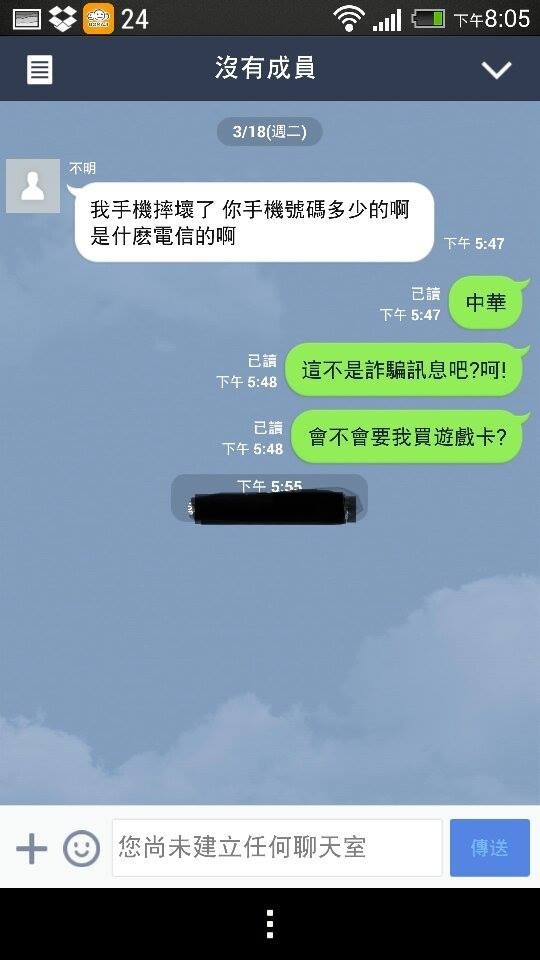 24
下午8:05
沒有成員
3/18(週二)
不明
我手機摔壞了 你手機號碼多少的啊
是什麼電信的啊
下午 5:47
已讀
下午 5:47
中華
已讀
下午 5:48
這不是詐騙訊息吧?呵!
已讀
下午 5:48
會不會要我買遊戲卡?
下午 5:55
您尚未建立任何聊天室
傳送